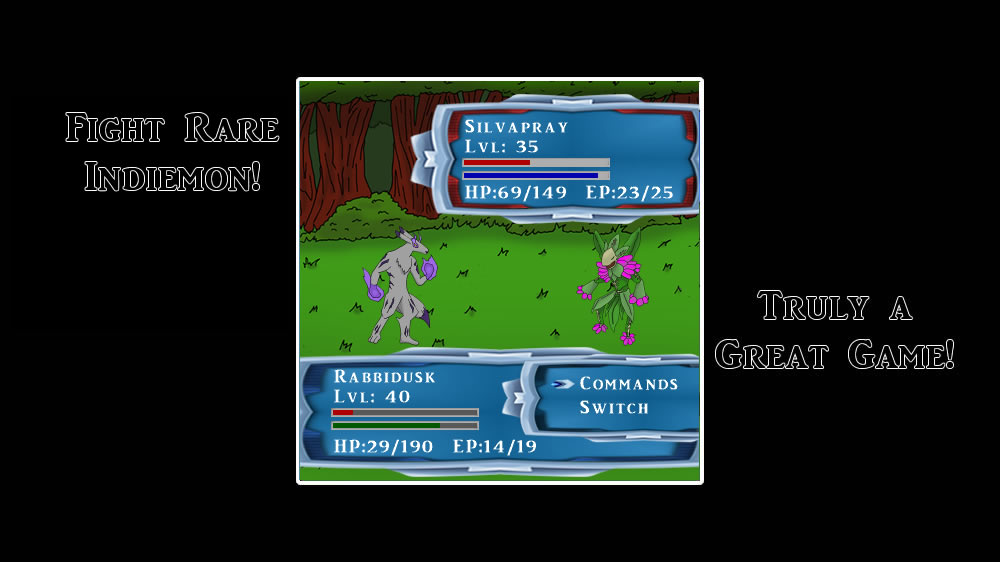 Fight Rare
Indiemon!
Silvapray
Lvl: 35
HP:69/149 EP:23/25
Truly a
Great Game!
Rabbidusk
Lvl: 40
HP:29/190 EP:14/19
Commands
Switch